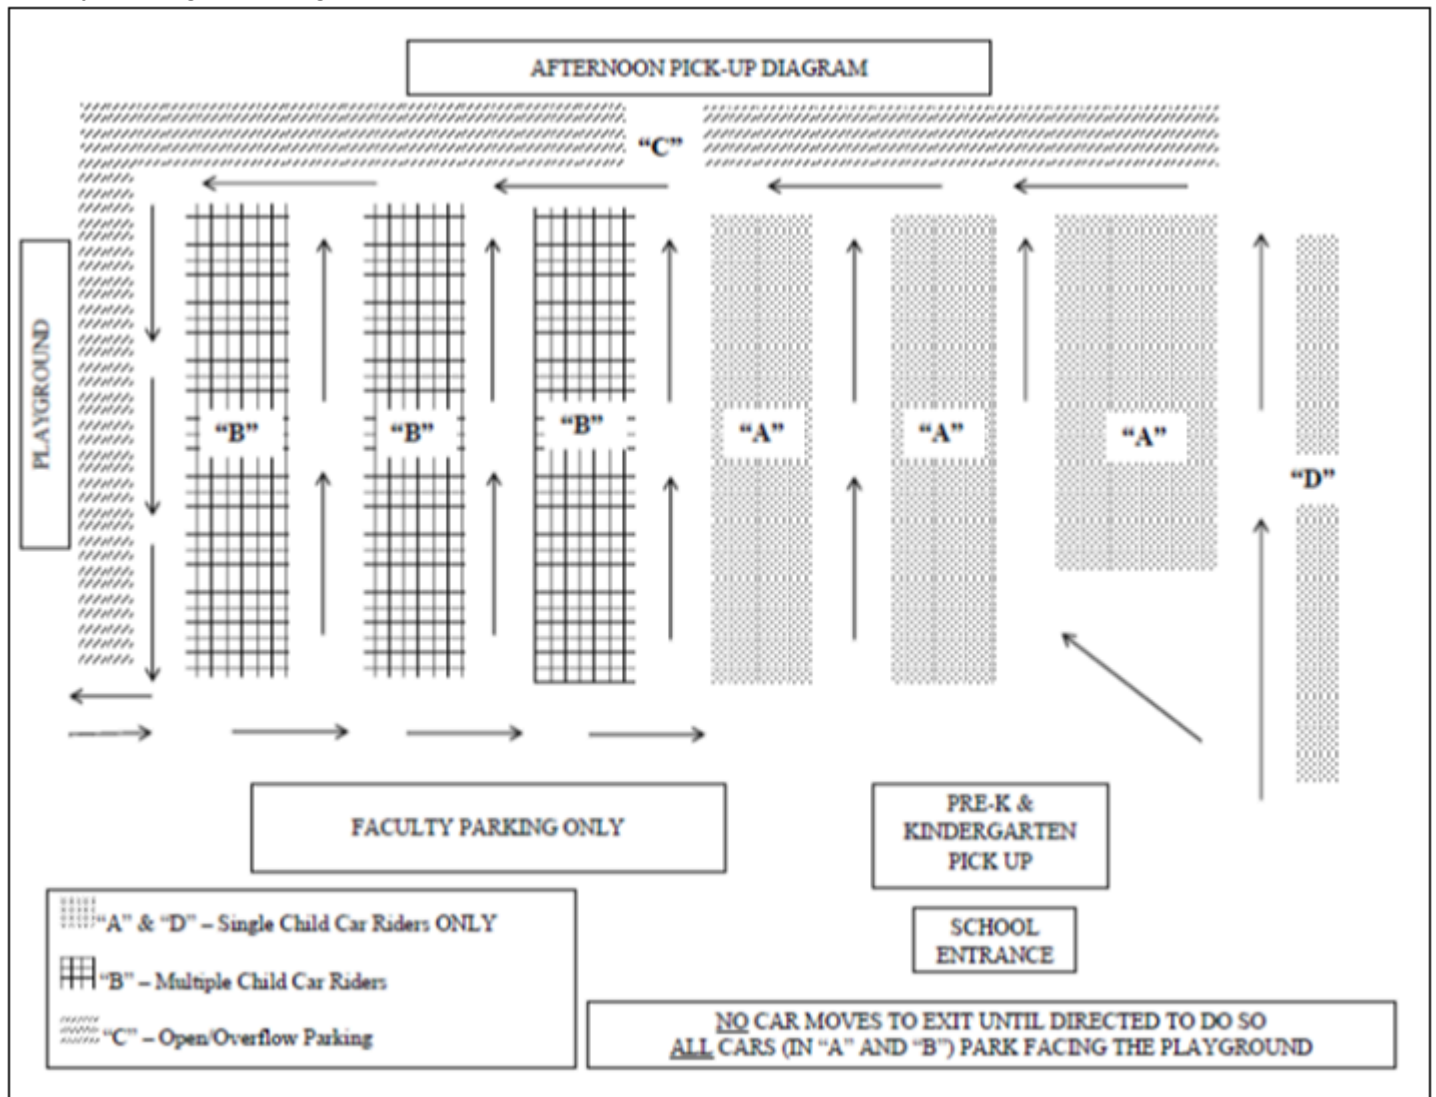 AFTERNOON PICK-UP DIAGRAM
“C”
PLAYGROUND
“B”
“B”
“B”
“A”
“A”
“A”
“D”
FACULTY PARKING ONLY
PRE-K &
KINDERGARTEN
PICK UP
SCHOOL
ENTRANCE
“A” & “D” – Single Child Car Riders ONLY
“B” – Multiple Child Car Riders
“C” – Open/Overflow Parking
NO CAR MOVES TO EXIT UNTIL DIRECTED TO DO SO
ALL CARS (IN “A” AND “B”) PARK FACING THE PLAYGROUND